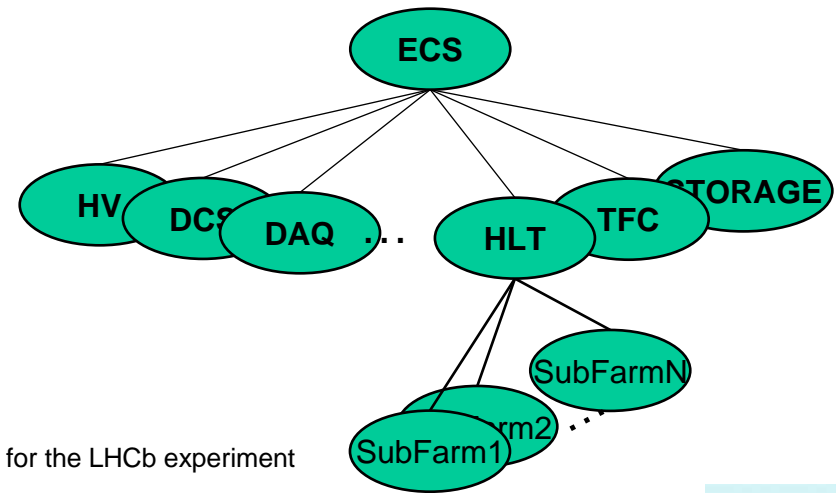 ECS
HV
DCS
DAQ
...
HLT
TFC
STORAGE
SubFarmN
...
SubFarm1
for the LHCb experiment